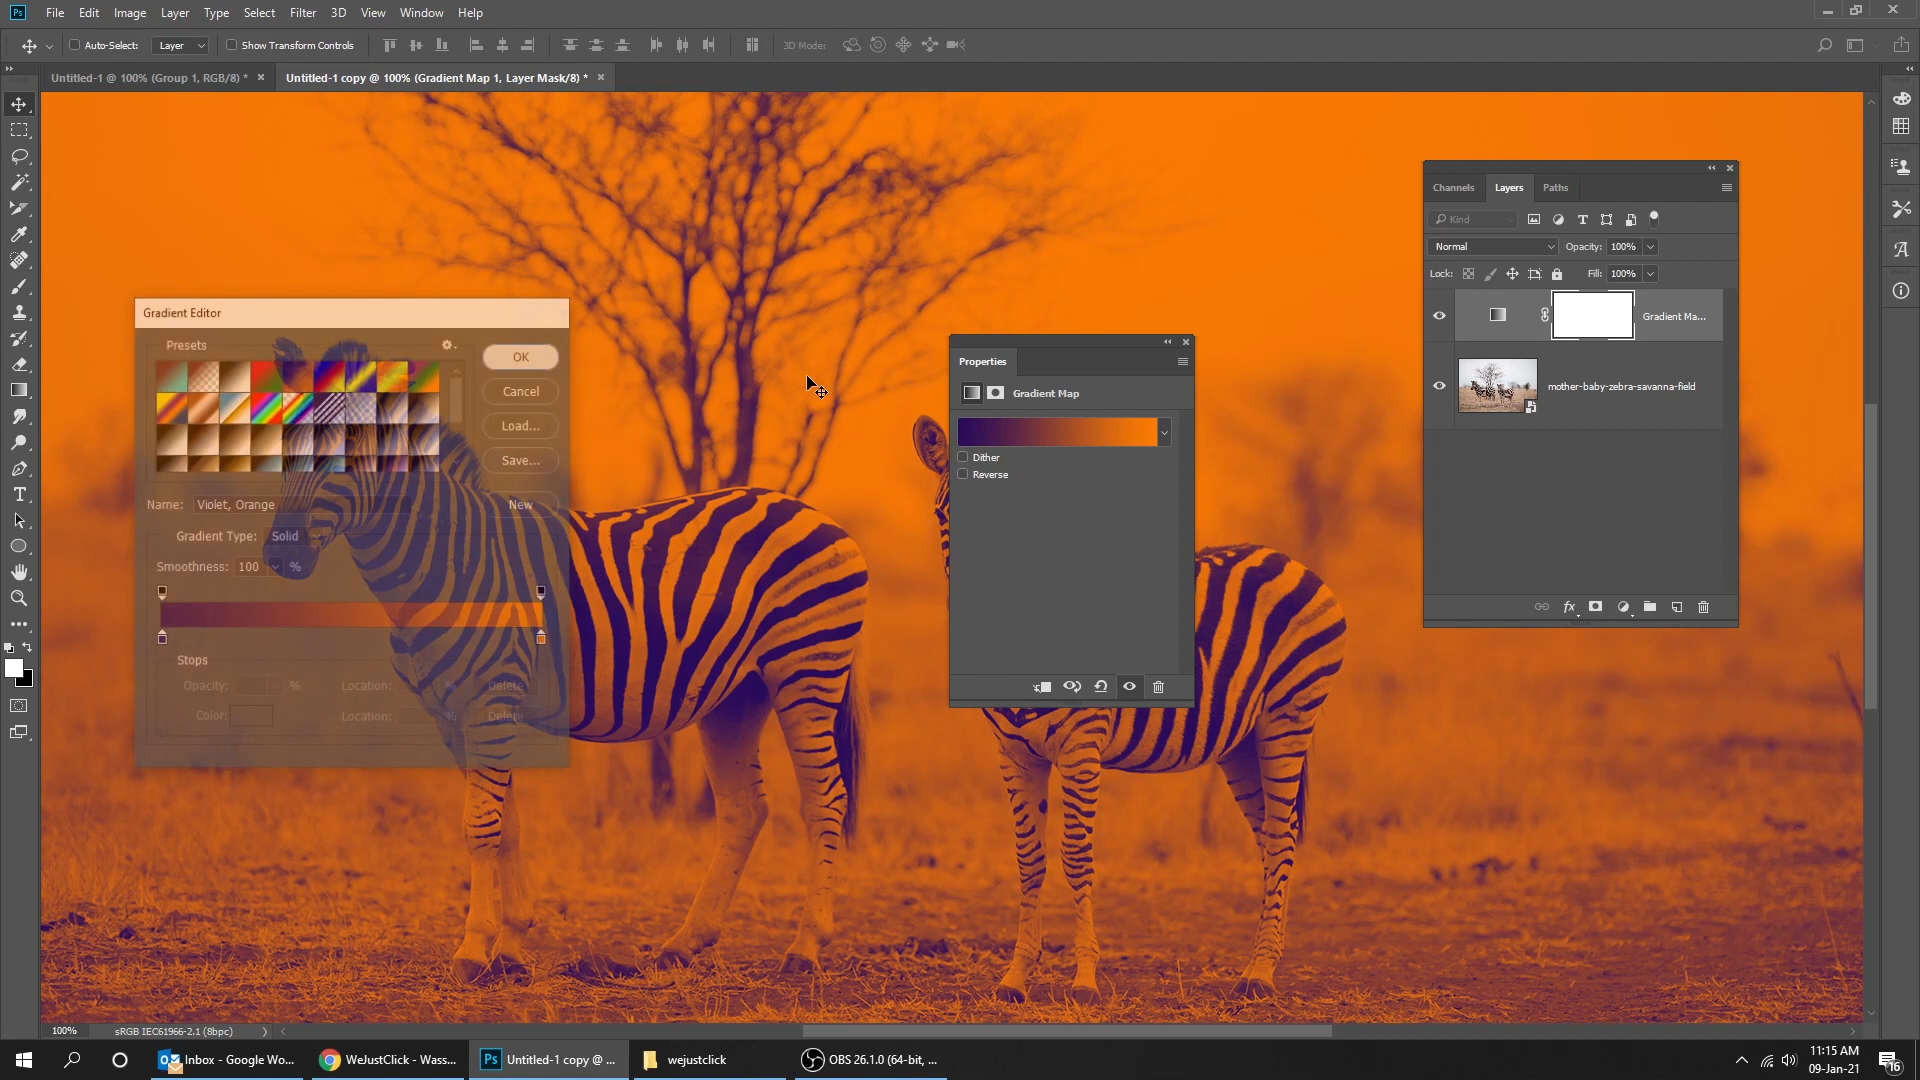 Ps File Edit Image Layer Type Select Filter 3D View Window Help
Auto-Select: Layer Show Transform Controls 3D Mode:
Untitled-1 @ 100% (Group 1, RGB/8) * Untitled-1 copy @ 100% (Gradient Map 1, Layer Mask/8) *
Channels Layers Paths
Kind
Normal Opacity: 100%
Lock: Fill: 100%
Gradient Ma...
mother-baby-zebra-savanna-field
Gradient Editor
Presets
OK
Cancel
Load...
Save...
Name: Violet, Orange New
Gradient Type: Solid
Smoothness: 100 %
Stops
Opacity: % Location: % Delete
Color: Location: % Delete
Properties
Gradient Map
Dither
Reverse
100% sRGB IEC61966-2.1 (8bpc)
Inbox - Google Wo... WeJustClick - Wass... Ps Untitled-1 copy @ ... wejustclick OBS 26.1.0 (64-bit, ...
11:15 AM
09-Jan-21
16